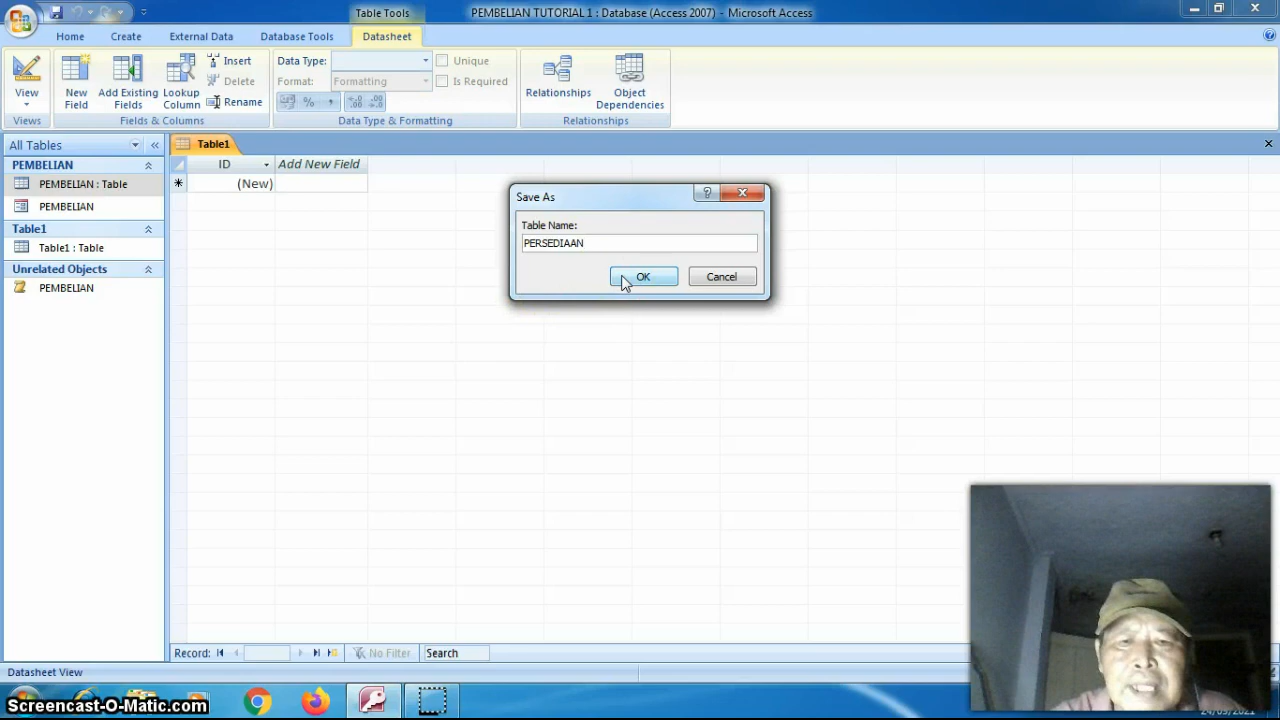 Table Tools
PEMBELIAN TUTORIAL 1 : Database (Access 2007) - Microsoft Access
Home
Create
External Data
Database Tools
Datasheet
View
New Field
Add Existing Fields
Lookup Column
Insert
Delete
Rename
Data Type:
Format:
Formatting
Unique
Is Required
Relationships
Object Dependencies
Views
Fields & Columns
Data Type & Formatting
Relationships
All Tables
PEMBELIAN
PEMBELIAN : Table
PEMBELIAN
Table1
Table1 : Table
Unrelated Objects
PEMBELIAN
Table1
ID
Add New Field
(New)
Save As
Table Name:
PERSEDIAAN
OK
Cancel
Record:
No Filter
Search
Datasheet View
Screencast-O-Matic.com